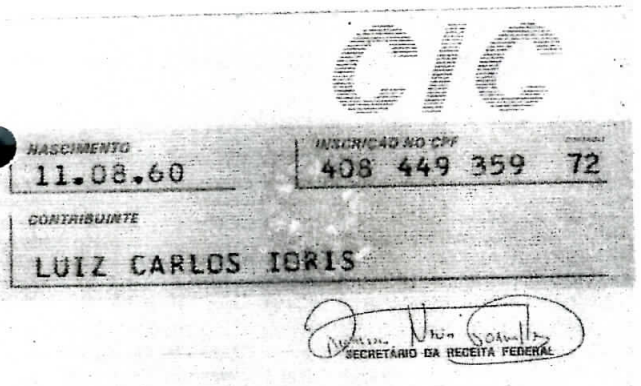 CIC
NASCIMENTO
11.08.60
INSCRIÇÃO NO CPF
408 449 359
CONTROLE
72
CONTRIBUINTE
LUIZ CARLOS IORIS
SECRETÁRIO DA RECEITA FEDERAL